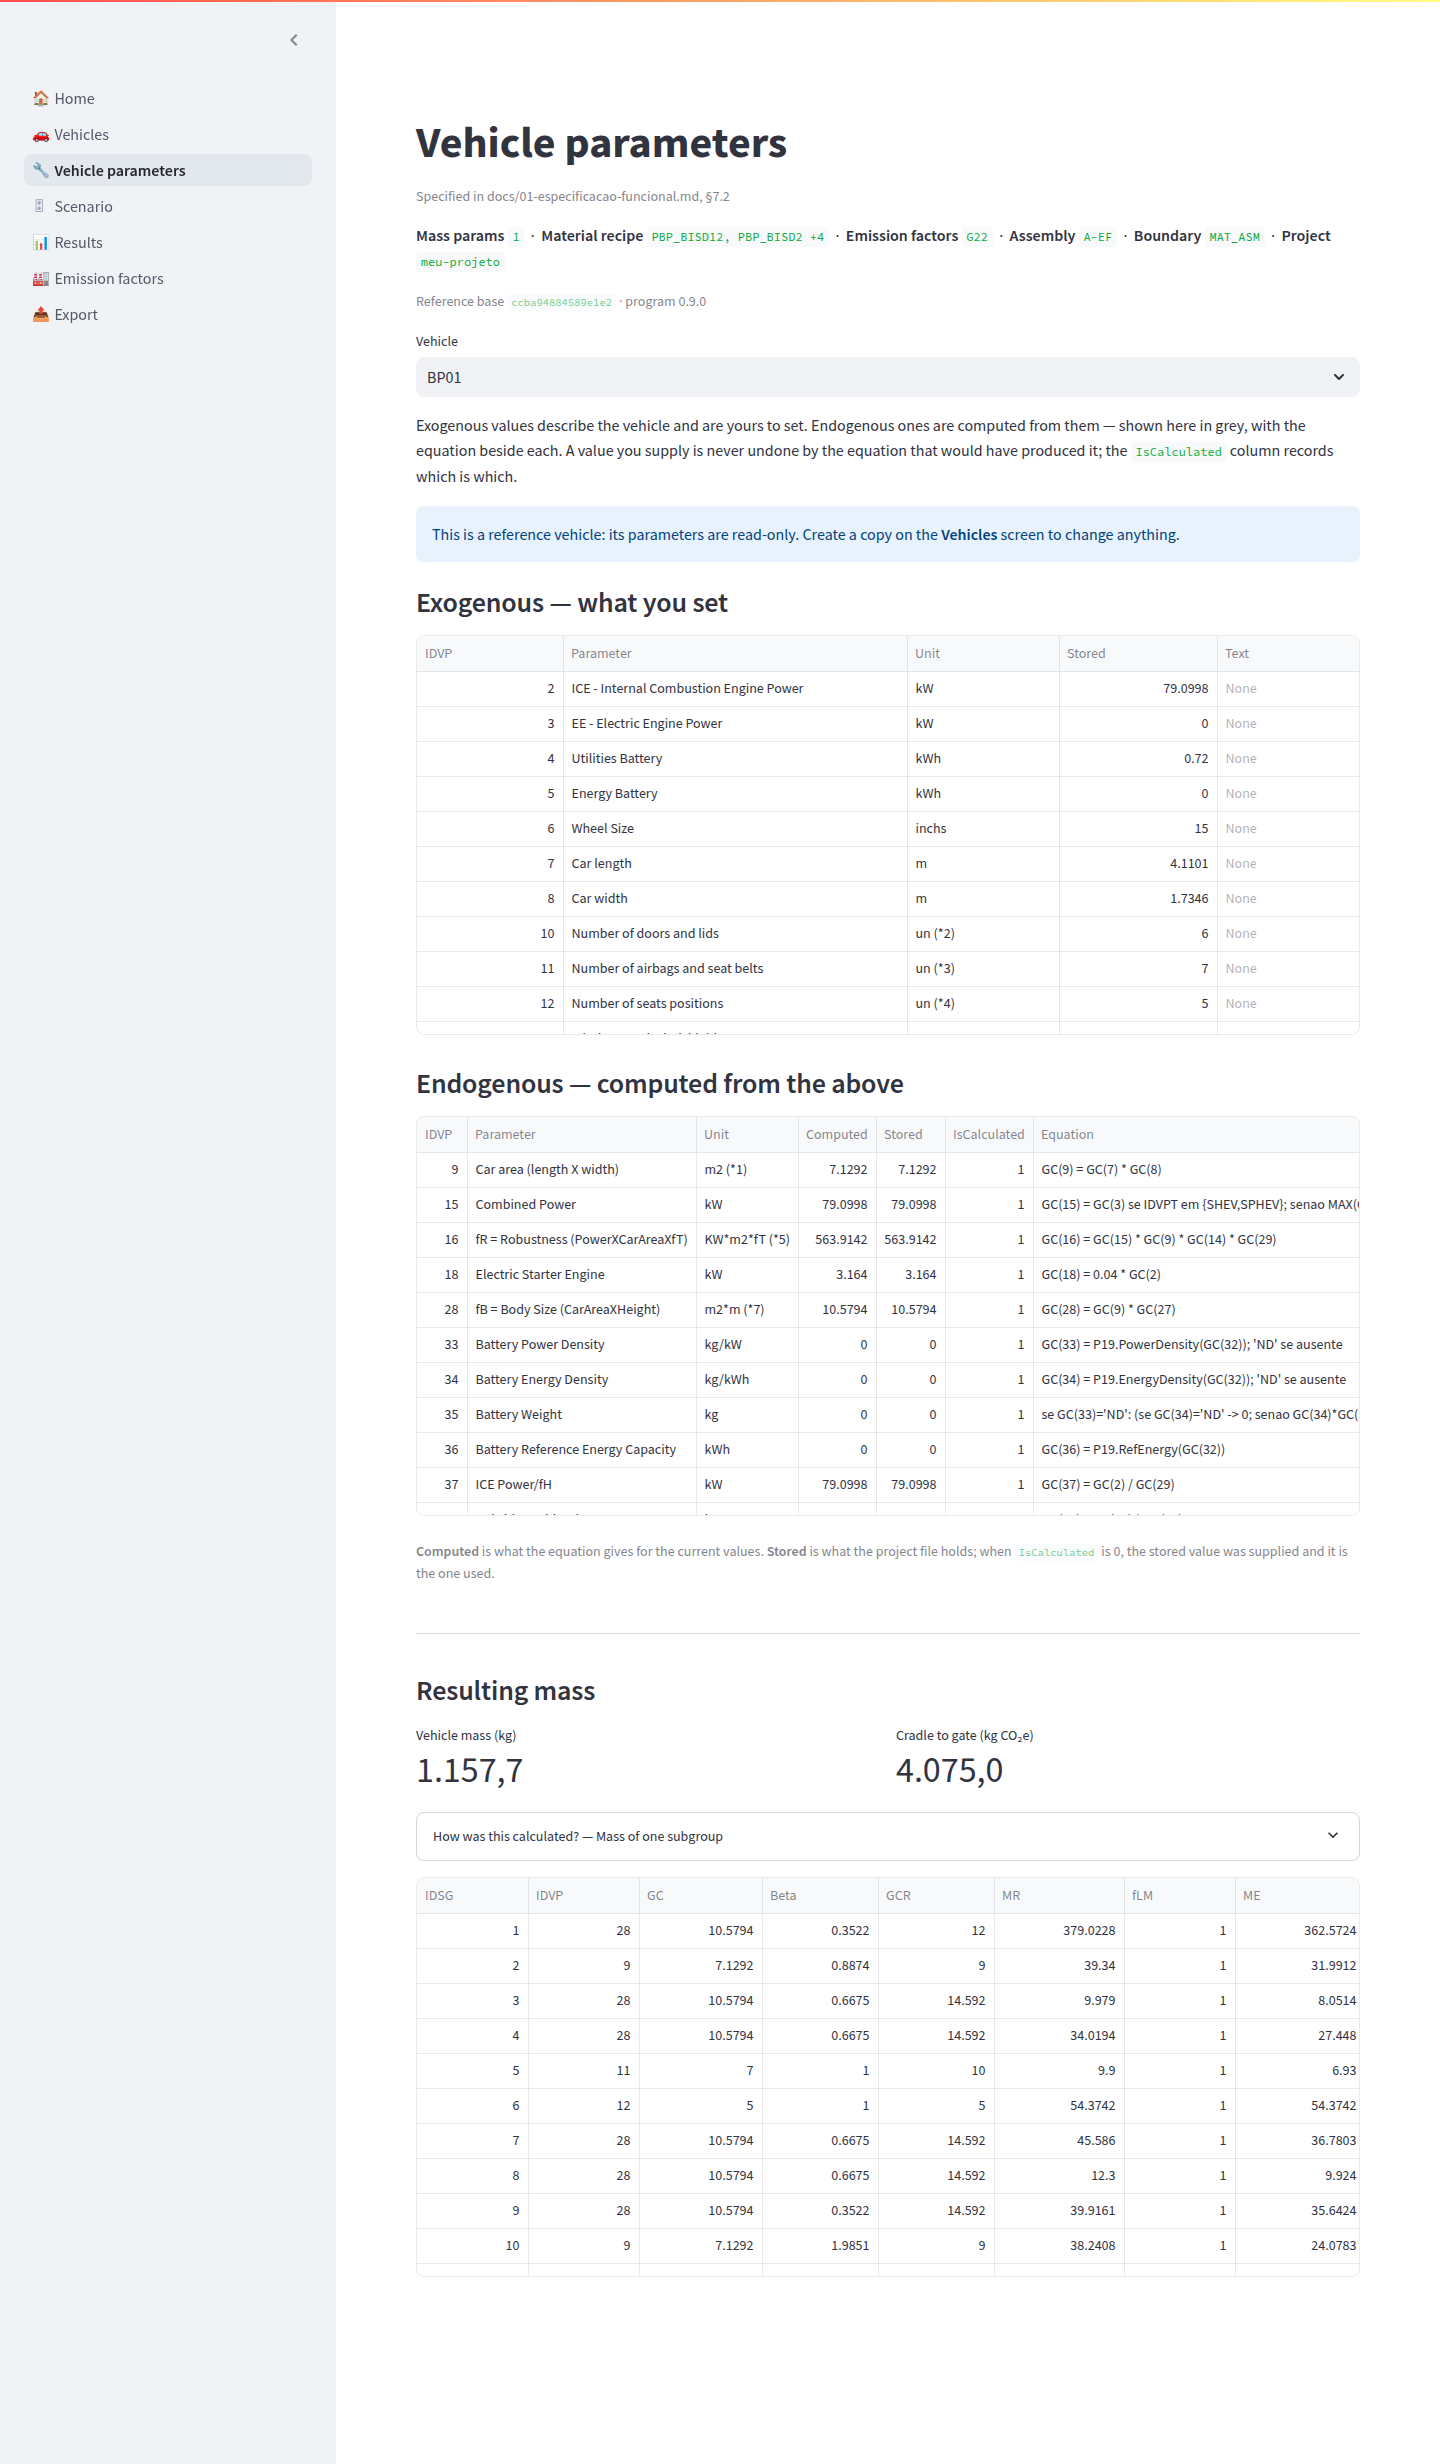 Home
Vehicles
Vehicle parameters
Scenario
Results
Emission factors
Export
Vehicle parameters
Specified in docs/01-especificacao-funcional.md, §7.2
Mass params 1 · Material recipe PBP_BISD12, PBP_BISD2 +4 · Emission factors G22 · Assembly A-EF · Boundary MAT_ASM · Project
meu-projeto
Reference base ccba94884589e1e2 · program 0.9.0
Vehicle
BP01
Exogenous values describe the vehicle and are yours to set. Endogenous ones are computed from them — shown here in grey, with the
equation beside each. A value you supply is never undone by the equation that would have produced it; the IsCalculated column records
which is which.
This is a reference vehicle: its parameters are read-only. Create a copy on the Vehicles screen to change anything.
Exogenous — what you set
IDVP Parameter Unit Stored Text
2 ICE - Internal Combustion Engine Power kW 79.0998 None
3 EE - Electric Engine Power kW 0 None
4 Utilities Battery kWh 0.72 None
5 Energy Battery kWh 0 None
6 Wheel Size inchs 15 None
7 Car length m 4.1101 None
8 Car width m 1.7346 None
10 Number of doors and lids un (*2) 6 None
11 Number of airbags and seat belts un (*3) 7 None
12 Number of seats positions un (*4) 5 None
Endogenous — computed from the above
IDVP Parameter Unit Computed Stored IsCalculated Equation
9 Car area (length X width) m2 (*1) 7.1292 7.1292 1 GC(9) = GC(7) * GC(8)
15 Combined Power kW 79.0998 79.0998 1 GC(15) = GC(3) se IDVPT em {SHEV,SPHEV}; senao MAX(
16 fR = Robustness (PowerXCarAreaXfT) KW*m2*fT (*5) 563.9142 563.9142 1 GC(16) = GC(15) * GC(9) * GC(14) * GC(29)
18 Electric Starter Engine kW 3.164 3.164 1 GC(18) = 0.04 * GC(2)
28 fB = Body Size (CarAreaXHeight) m2*m (*7) 10.5794 10.5794 1 GC(28) = GC(9) * GC(27)
33 Battery Power Density kg/kW 0 0 1 GC(33) = P19.PowerDensity(GC(32)); 'ND' se ausente
34 Battery Energy Density kg/kWh 0 0 1 GC(34) = P19.EnergyDensity(GC(32)); 'ND' se ausente
35 Battery Weight kg 0 0 1 se GC(33)='ND': (se GC(34)='ND' -> 0; senao GC(34)*GC(
36 Battery Reference Energy Capacity kWh 0 0 1 GC(36) = P19.RefEnergy(GC(32))
37 ICE Power/fH kW 79.0998 79.0998 1 GC(37) = GC(2) / GC(29)
Computed is what the equation gives for the current values. Stored is what the project file holds; when IsCalculated is 0, the stored value was supplied and it is
the one used.
Resulting mass
Vehicle mass (kg) Cradle to gate (kg CO₂e)
1.157,7 4.075,0
How was this calculated? — Mass of one subgroup
IDSG IDVP GC Beta GCR MR fLM ME
1 28 10.5794 0.3522 12 379.0228 1 362.5724
2 9 7.1292 0.8874 9 39.34 1 31.9912
3 28 10.5794 0.6675 14.592 9.979 1 8.0514
4 28 10.5794 0.6675 14.592 34.0194 1 27.448
5 11 7 1 10 9.9 1 6.93
6 12 5 1 5 54.3742 1 54.3742
7 28 10.5794 0.6675 14.592 45.586 1 36.7803
8 28 10.5794 0.6675 14.592 12.3 1 9.924
9 28 10.5794 0.3522 14.592 39.9161 1 35.6424
10 9 7.1292 1.9851 9 38.2408 1 24.0783